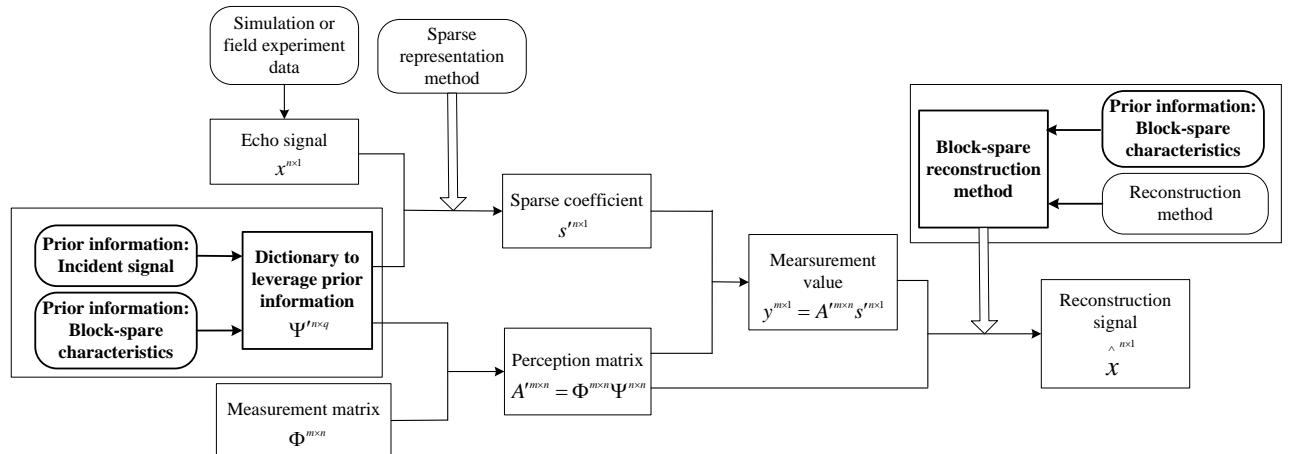 Simulation or
field experiment
data
Sparse
representation
method
Echo signal
x^{n×1}
Prior information:
Incident signal
Prior information:
Block-spare
characteristics
Dictionary to
leverage prior
information
Ψ′^{n×q}
Measurement matrix
Φ^{m×n}
Sparse coefficient
s′^{n×1}
Perception matrix
A′^{m×n} = Φ^{m×n}Ψ^{n×n}
Mearsurement
value
y^{m×1} = A′^{m×n}s′^{n×1}
Block-spare
reconstruction
method
Prior information:
Block-spare
characteristics
Reconstruction
method
Reconstruction
signal
x̂^{n×1}